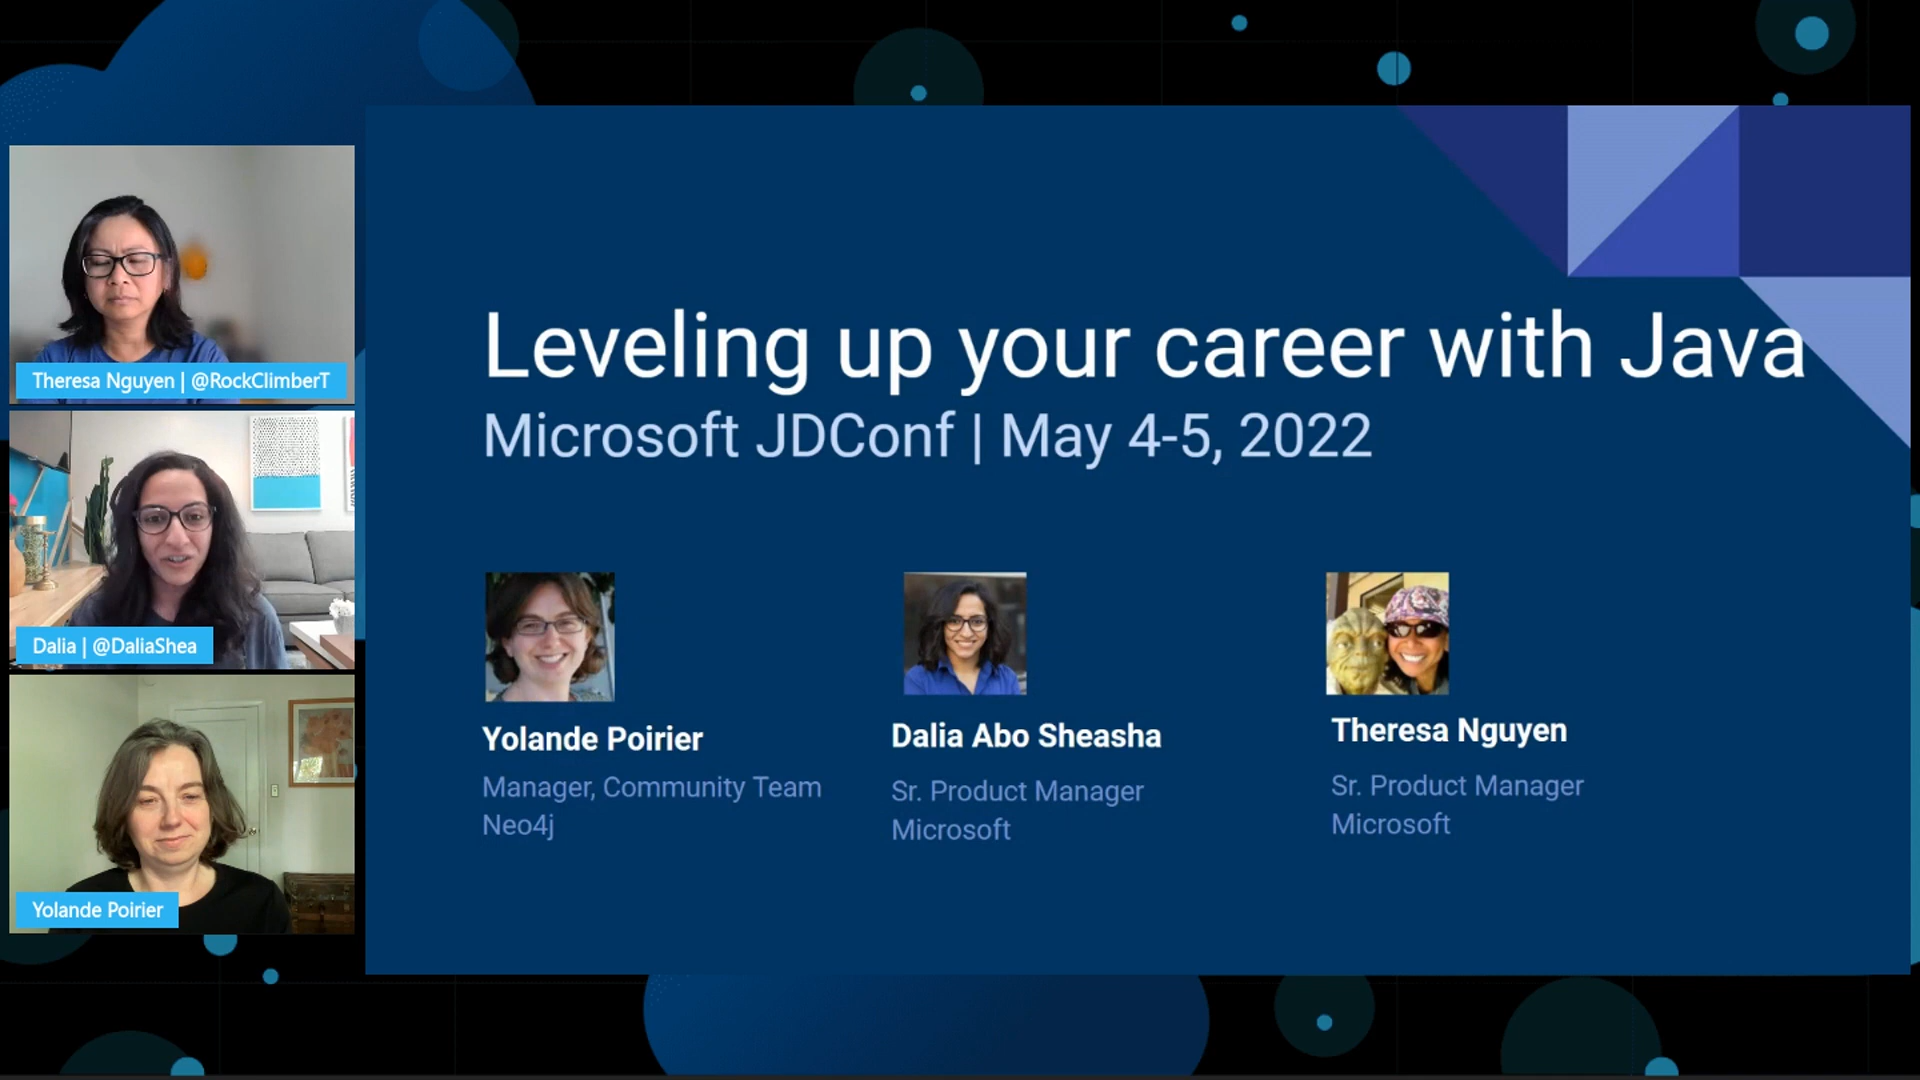 Theresa Nguyen | @RockClimberT
Dalia | @DaliaShea
Yolande Poirier
Leveling up your career with Java
Microsoft JDConf | May 4-5, 2022
Yolande Poirier
Manager, Community Team
Neo4j
Dalia Abo Sheasha
Sr. Product Manager
Microsoft
Theresa Nguyen
Sr. Product Manager
Microsoft